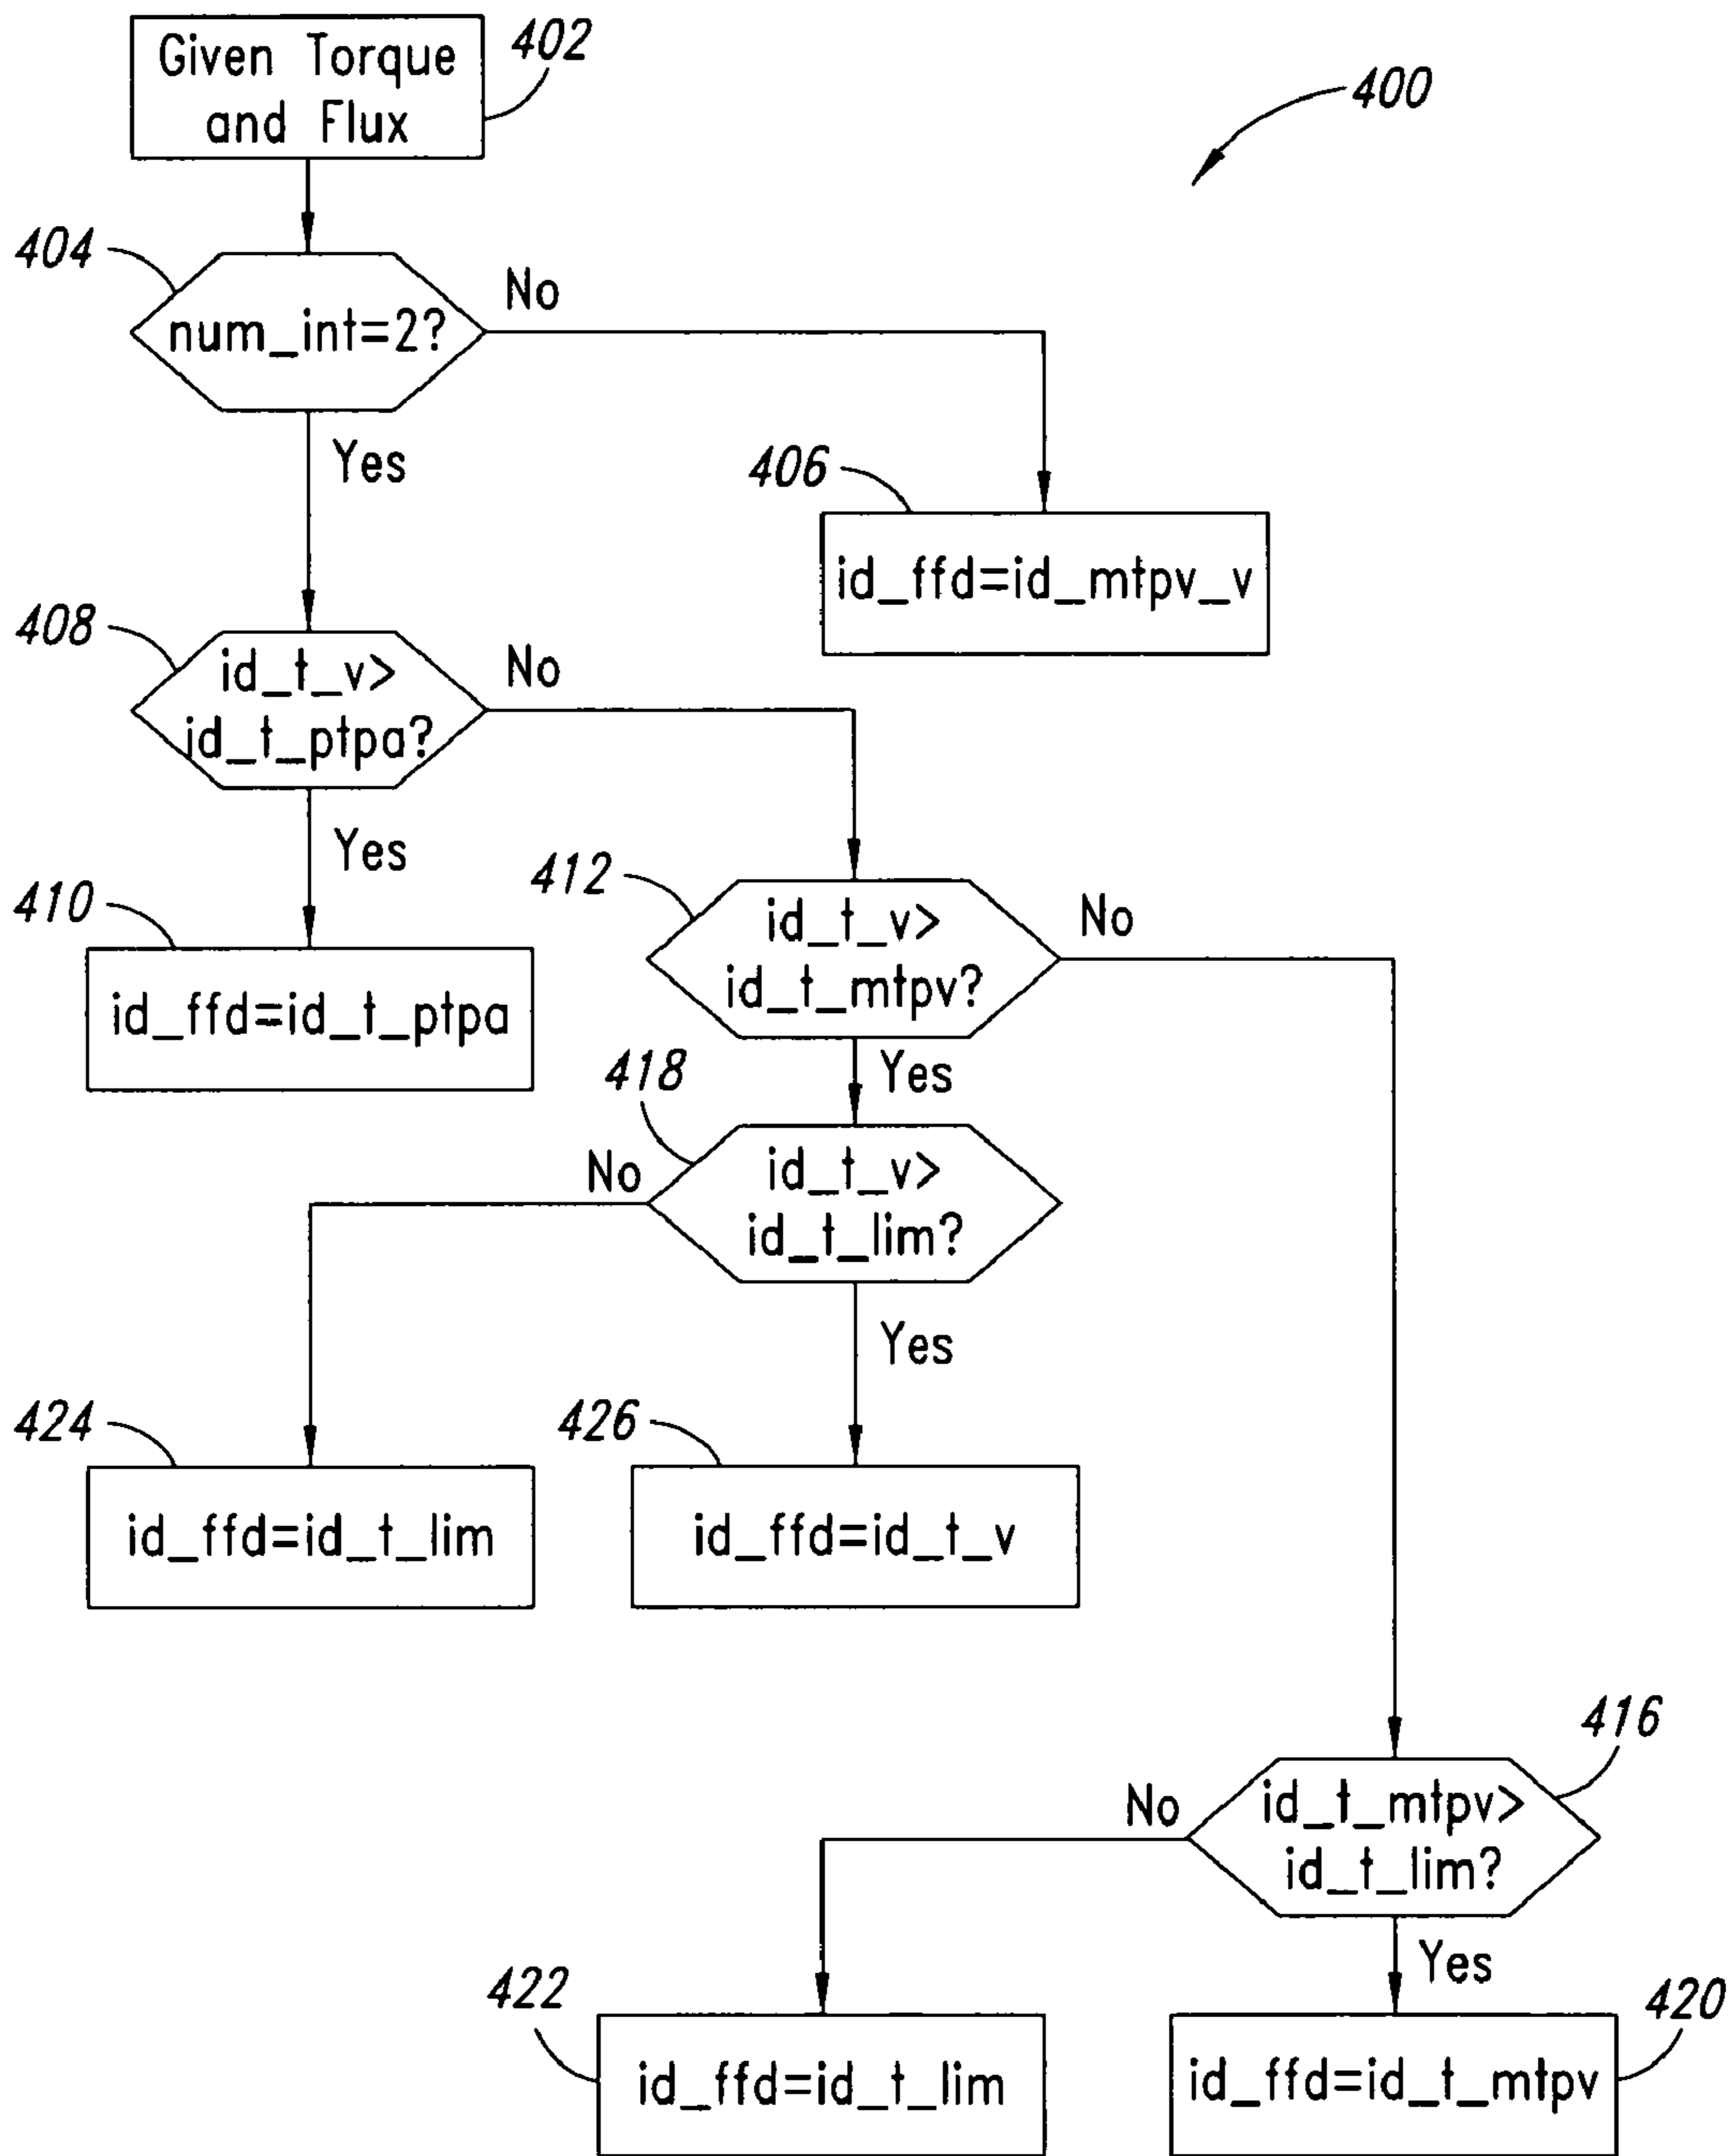 Given Torque
and Flux
402
400
404
num_int=2?
No
Yes
406
id_ffd=id_mtpv_v
408
id_t_v>
id_t_ptpa?
No
Yes
410
id_ffd=id_t_ptpa
412
id_t_v>
id_t_mtpv?
No
Yes
418
id_t_v>
id_t_lim?
No
Yes
424
id_ffd=id_t_lim
426
id_ffd=id_t_v
416
id_t_mtpv>
id_t_lim?
No
Yes
422
id_ffd=id_t_lim
420
id_ffd=id_t_mtpv